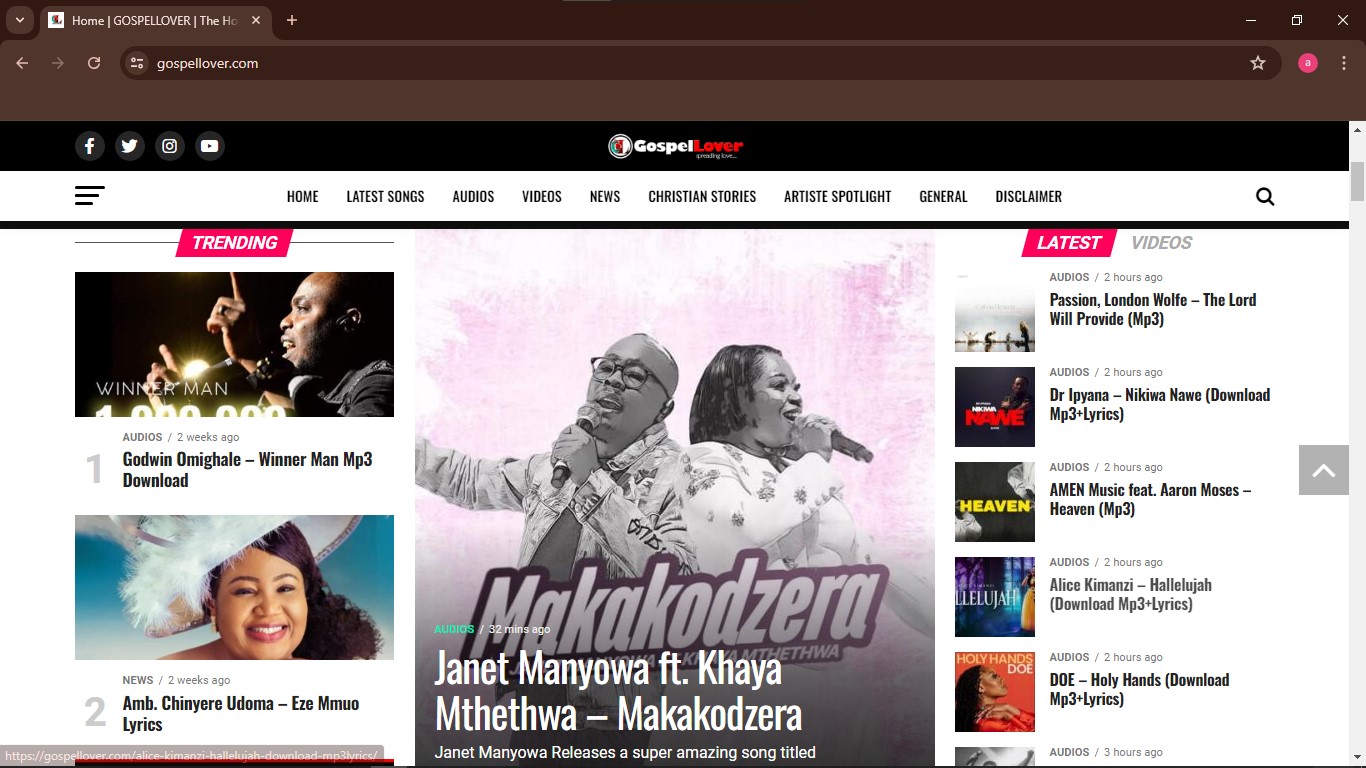 Home | GOSPELLOVER | The Ho
gospellover.com
a
GospelLover
spreading love...
HOME LATEST SONGS AUDIOS VIDEOS NEWS CHRISTIAN STORIES ARTISTE SPOTLIGHT GENERAL DISCLAIMER
TRENDING
WINNER MAN
AUDIOS / 2 weeks ago
1
Godwin Omighale – Winner Man Mp3
Download
NEWS / 2 weeks ago
2
Amb. Chinyere Udoma – Eze Mmuo
Lyrics
https://gospellover.com/alice-kimanzi-hallelujah-download-mp3lyrics/
Makakodzera
AUDIOS / 32 mins ago
Janet Manyowa ft. Khaya
Mthethwa – Makakodzera
Janet Manyowa Releases a super amazing song titled
LATEST VIDEOS
AUDIOS / 2 hours ago
Passion, London Wolfe – The Lord
Will Provide (Mp3)
NIKIWA
NAWE
AUDIOS / 2 hours ago
Dr Ipyana – Nikiwa Nawe (Download
Mp3+Lyrics)
HEAVEN
AUDIOS / 2 hours ago
AMEN Music feat. Aaron Moses –
Heaven (Mp3)
LLELUJAH
AUDIOS / 2 hours ago
Alice Kimanzi – Hallelujah
(Download Mp3+Lyrics)
HOLY HANDS
DOE
AUDIOS / 2 hours ago
DOE – Holy Hands (Download
Mp3+Lyrics)
AUDIOS / 3 hours ago